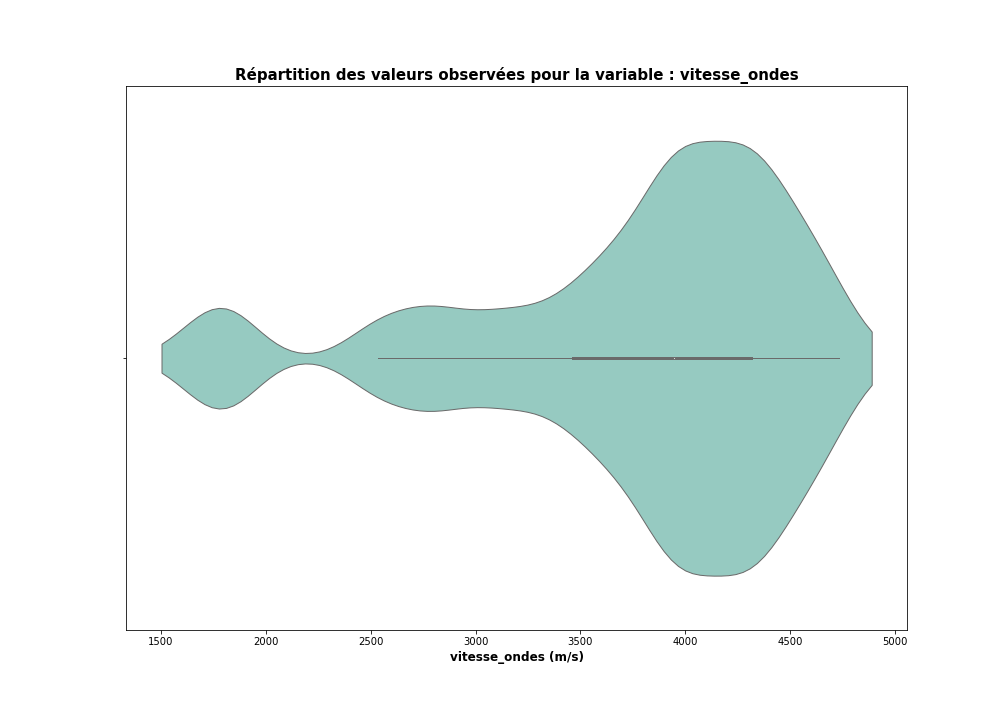 Répartition des valeurs observées pour la variable : vitesse_ondes
1500 2000 2500 3000 3500 4000 4500 5000
vitesse_ondes (m/s)